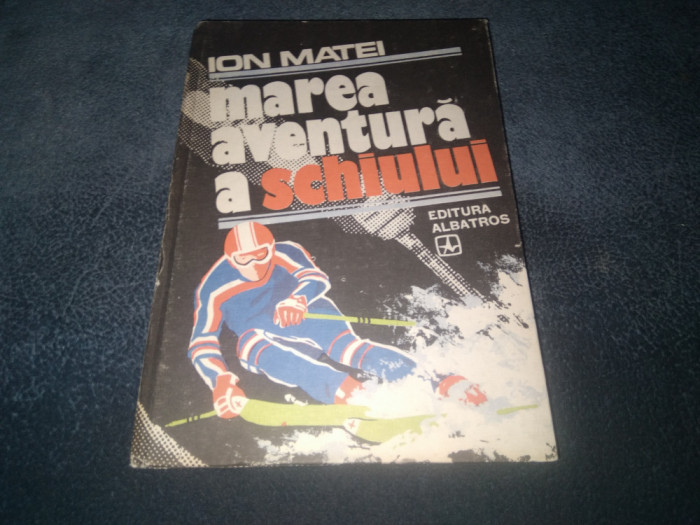 ION MATEI
marea
aventură
a schiului
EDITURA
ALBATROS